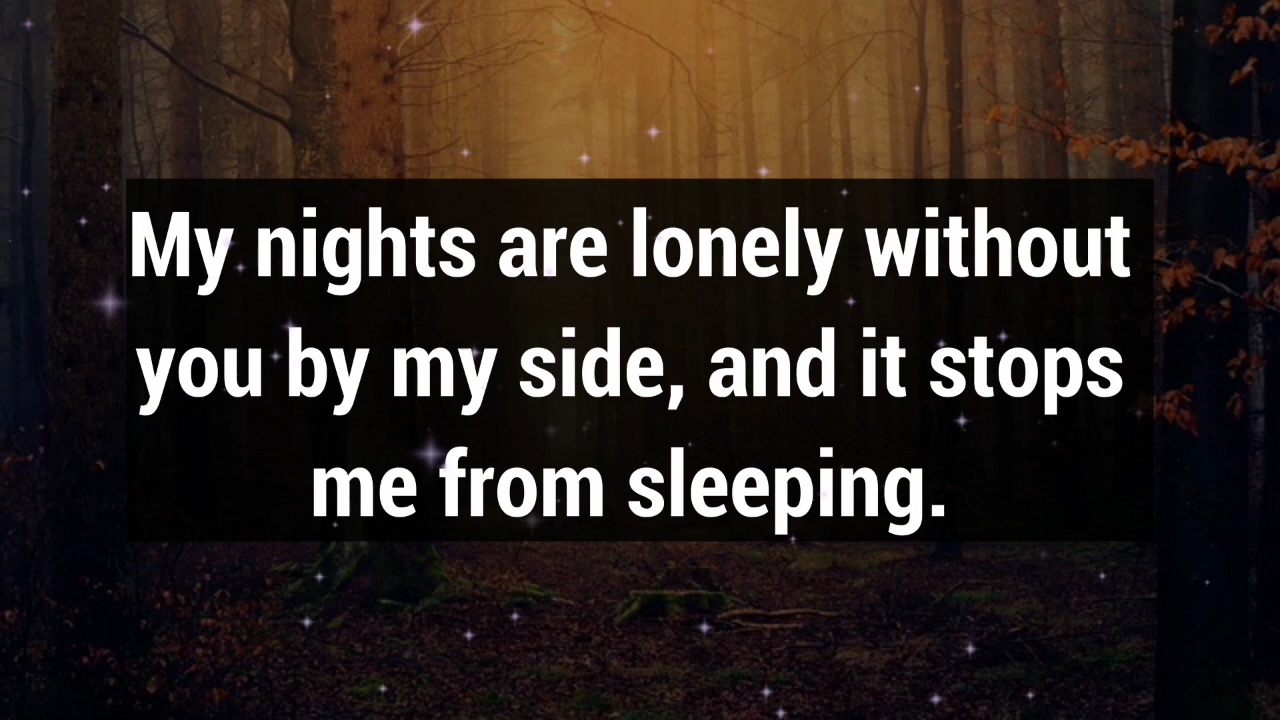 My nights are lonely without
you by my side, and it stops
me from sleeping.